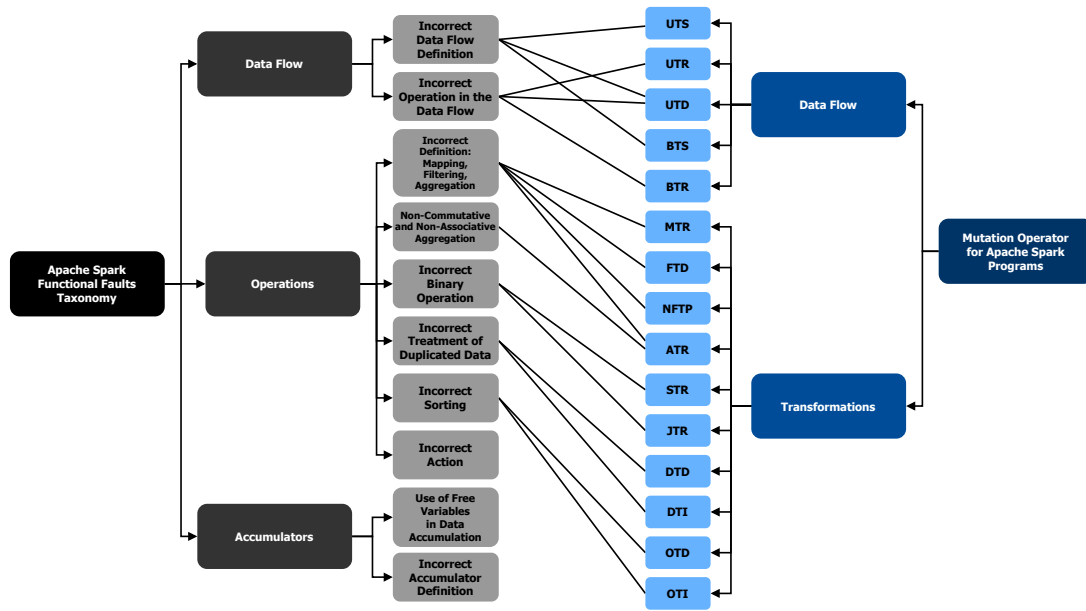 Apache Spark
Functional Faults
Taxonomy
Data Flow
Operations
Accumulators
Incorrect
Data Flow
Definition
Incorrect
Operation in the
Data Flow
Incorrect
Definition:
Mapping,
Filtering,
Aggregation
Non-Commutative
and Non-Associative
Aggregation
Incorrect
Binary
Operation
Incorrect
Treatment of
Duplicated Data
Incorrect
Sorting
Incorrect
Action
Use of Free
Variables
in Data
Accumulation
Incorrect
Accumulator
Definition
UTS
UTR
UTD
BTS
BTR
MTR
FTD
NFTP
ATR
STR
JTR
DTD
DTI
OTD
OTI
Data Flow
Transformations
Mutation Operator
for Apache Spark
Programs